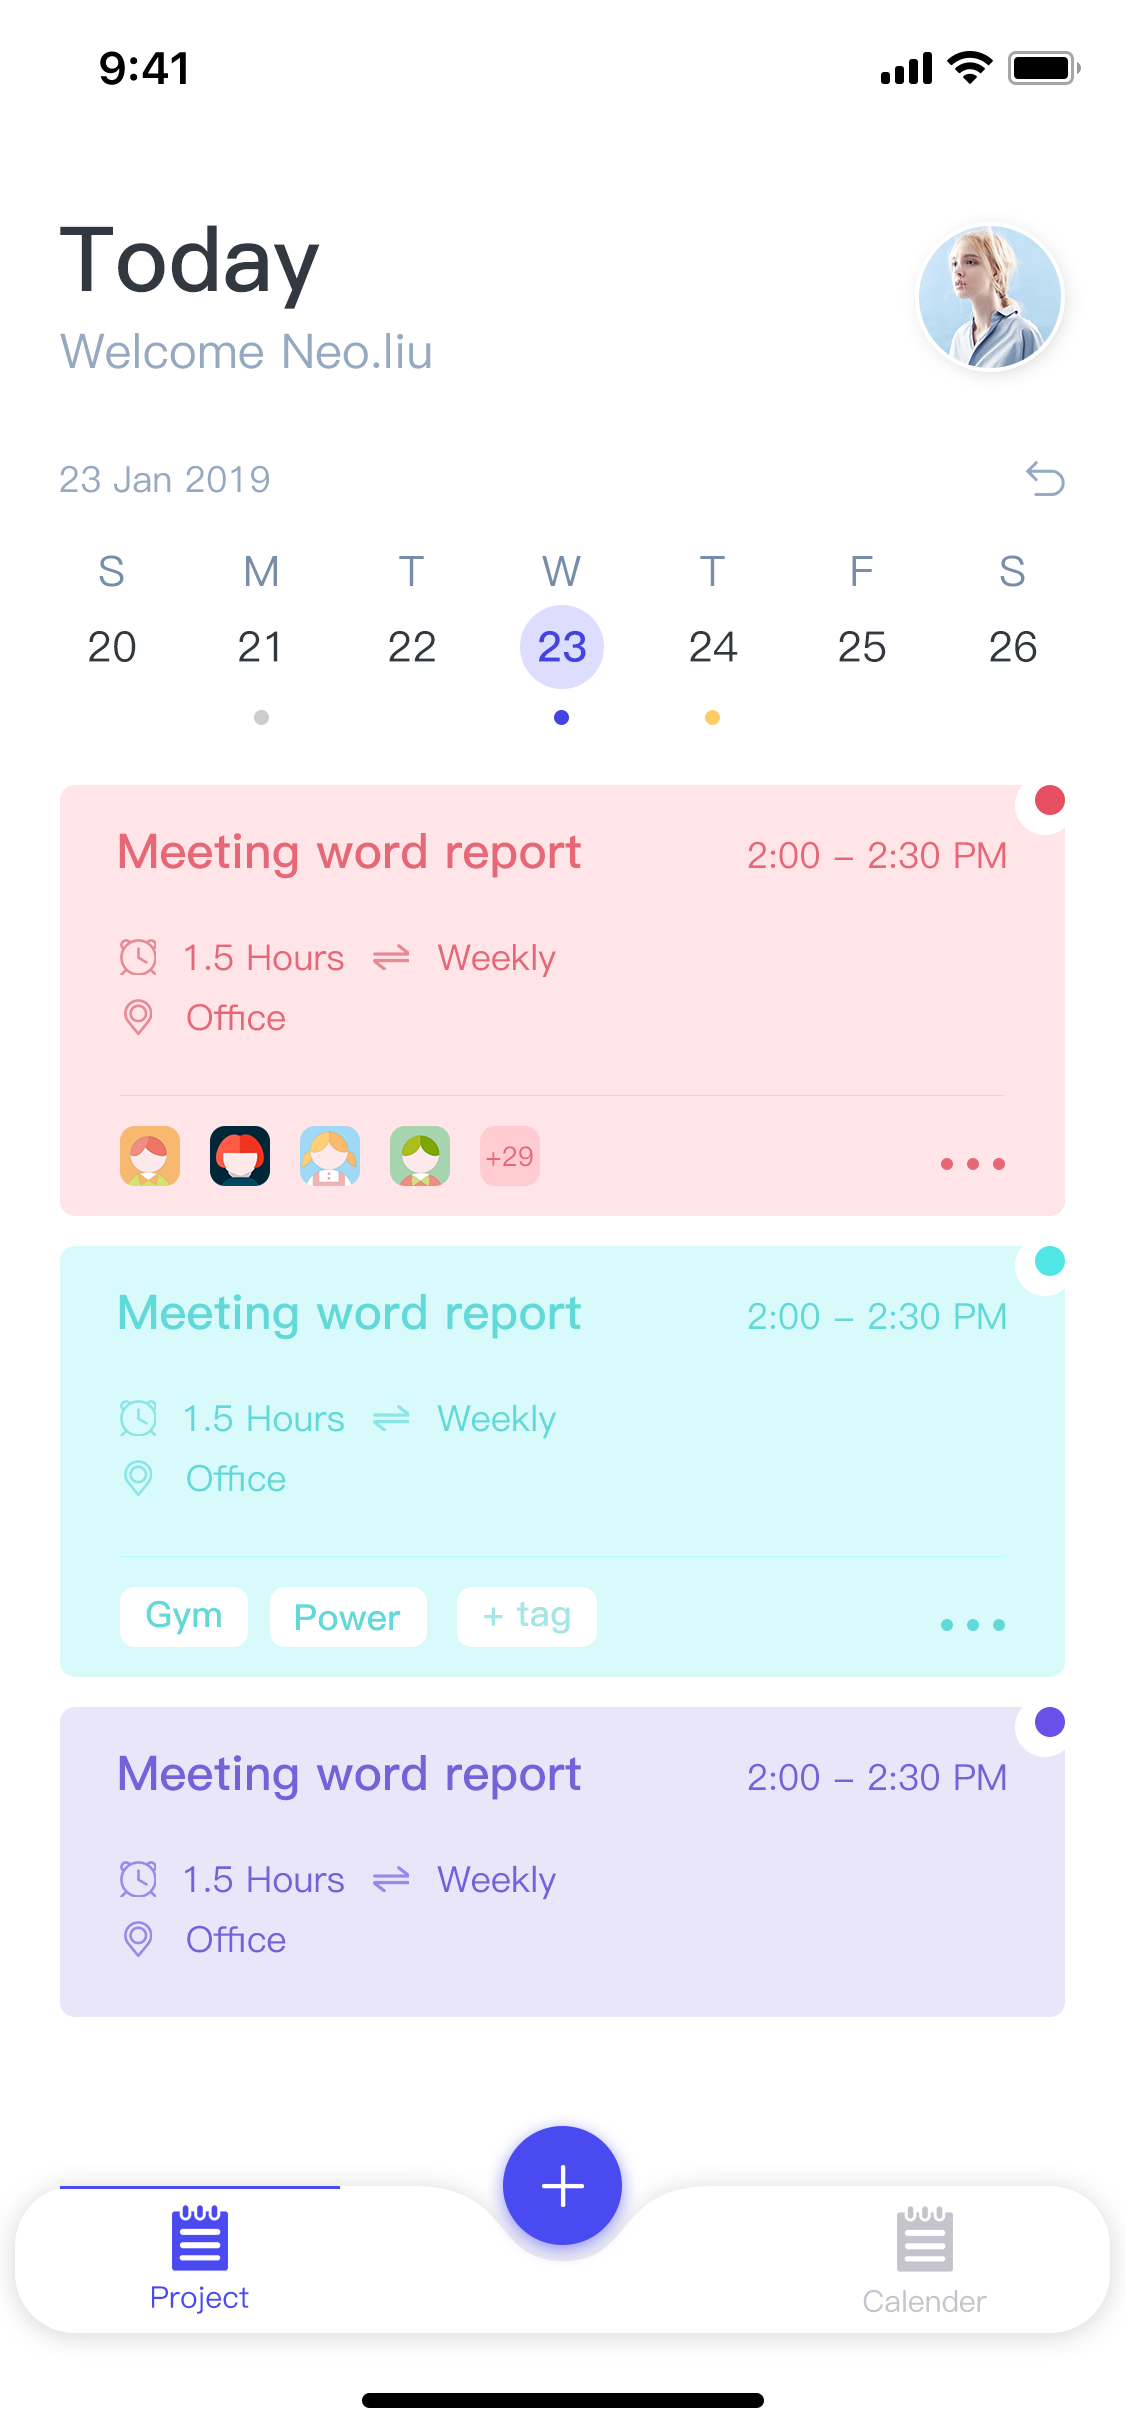 9:41
Today
Welcome Neo.liu
23 Jan 2019
S M T W T F S
20 21 22 23 24 25 26
Meeting word report 2:00 – 2:30 PM
1.5 Hours Weekly
Office
+29
Meeting word report 2:00 – 2:30 PM
1.5 Hours Weekly
Office
Gym Power + tag
Meeting word report 2:00 – 2:30 PM
1.5 Hours Weekly
Office
Project Calender